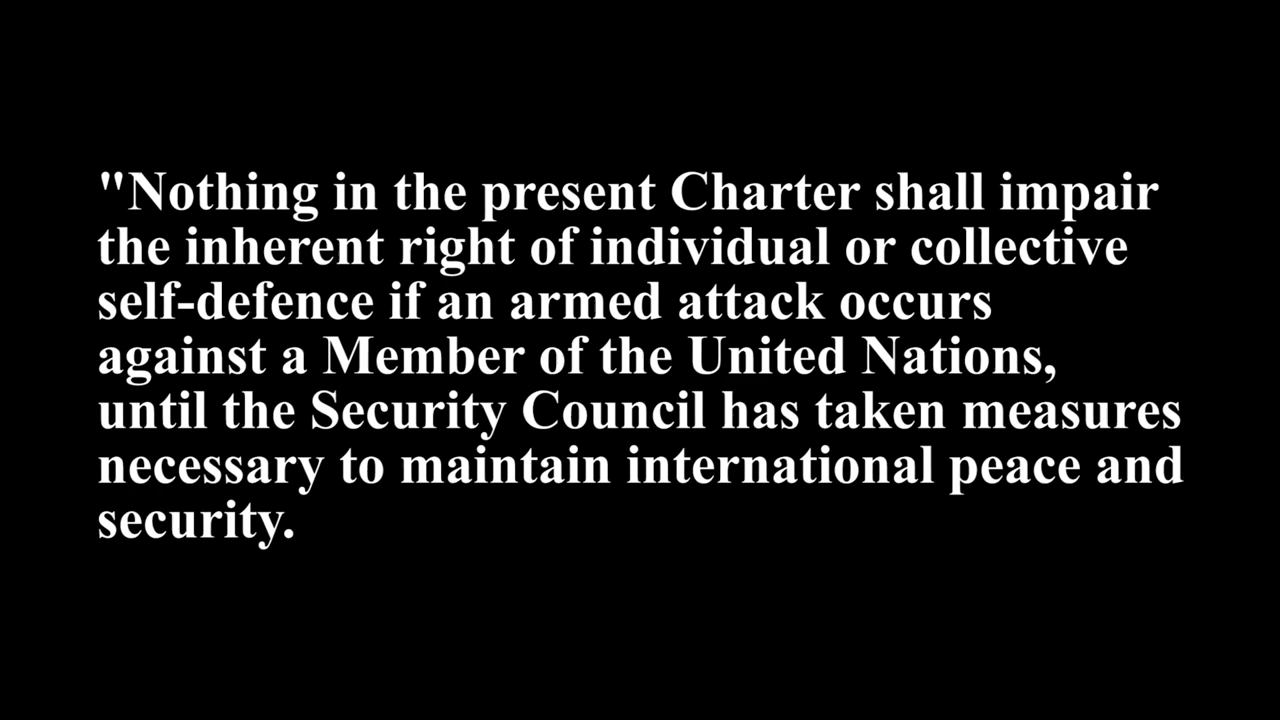 "Nothing in the present Charter shall impair
the inherent right of individual or collective
self-defence if an armed attack occurs
against a Member of the United Nations,
until the Security Council has taken measures
necessary to maintain international peace and
security.